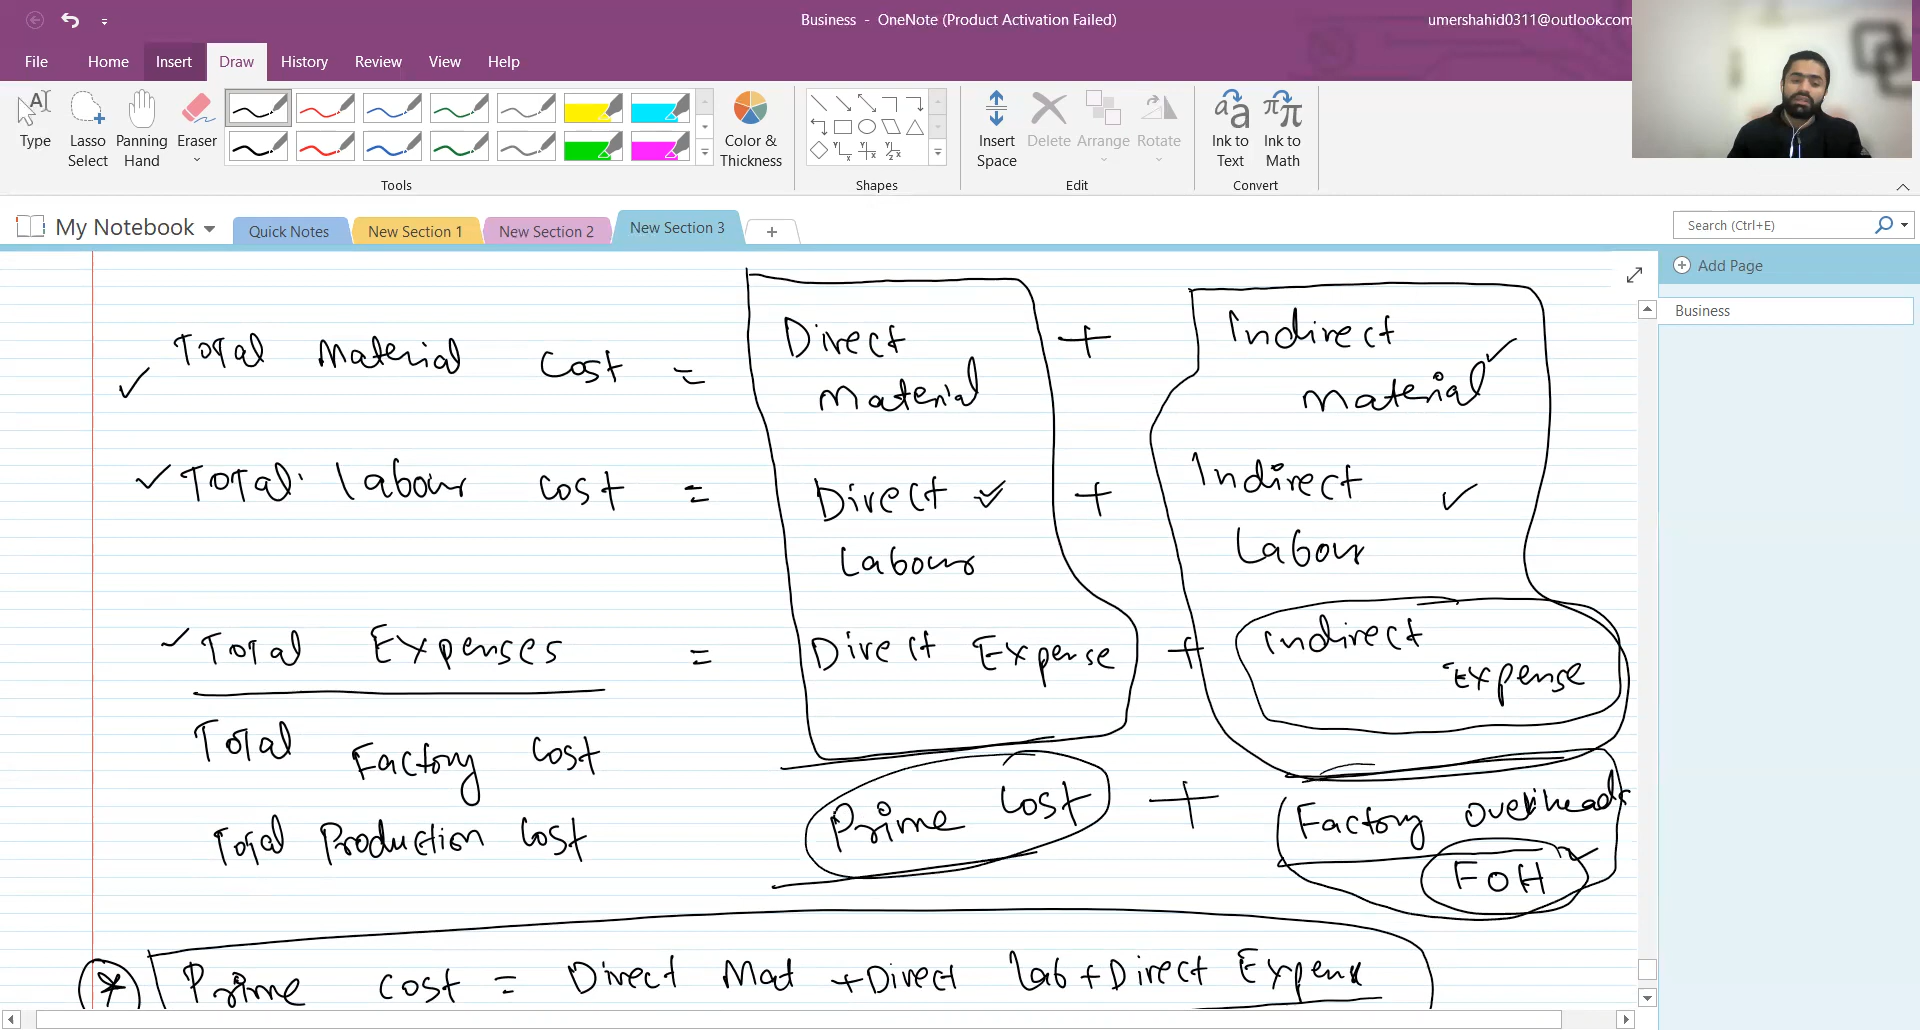 Business - OneNote (Product Activation Failed)
umershahid0311@outlook.com
File Home Insert Draw History Review View Help
Type Lasso Select Panning Hand Eraser Color & Thickness Insert Space Delete Arrange Rotate Ink to Text Ink to Math
Tools Shapes Edit Convert
My Notebook Quick Notes New Section 1 New Section 2 New Section 3 Search (Ctrl+E)
Add Page
Business
Total Material Cost = Direct Material + Indirect Material
Total Labour Cost = Direct Labour + Indirect Labour
Total Expenses = Direct Expense + Indirect Expense
Total Factory Cost
Prime Cost + Factory Overheads
Total Production Cost
FOH
* Prime Cost = Direct Mat + Direct Lab + Direct Expens